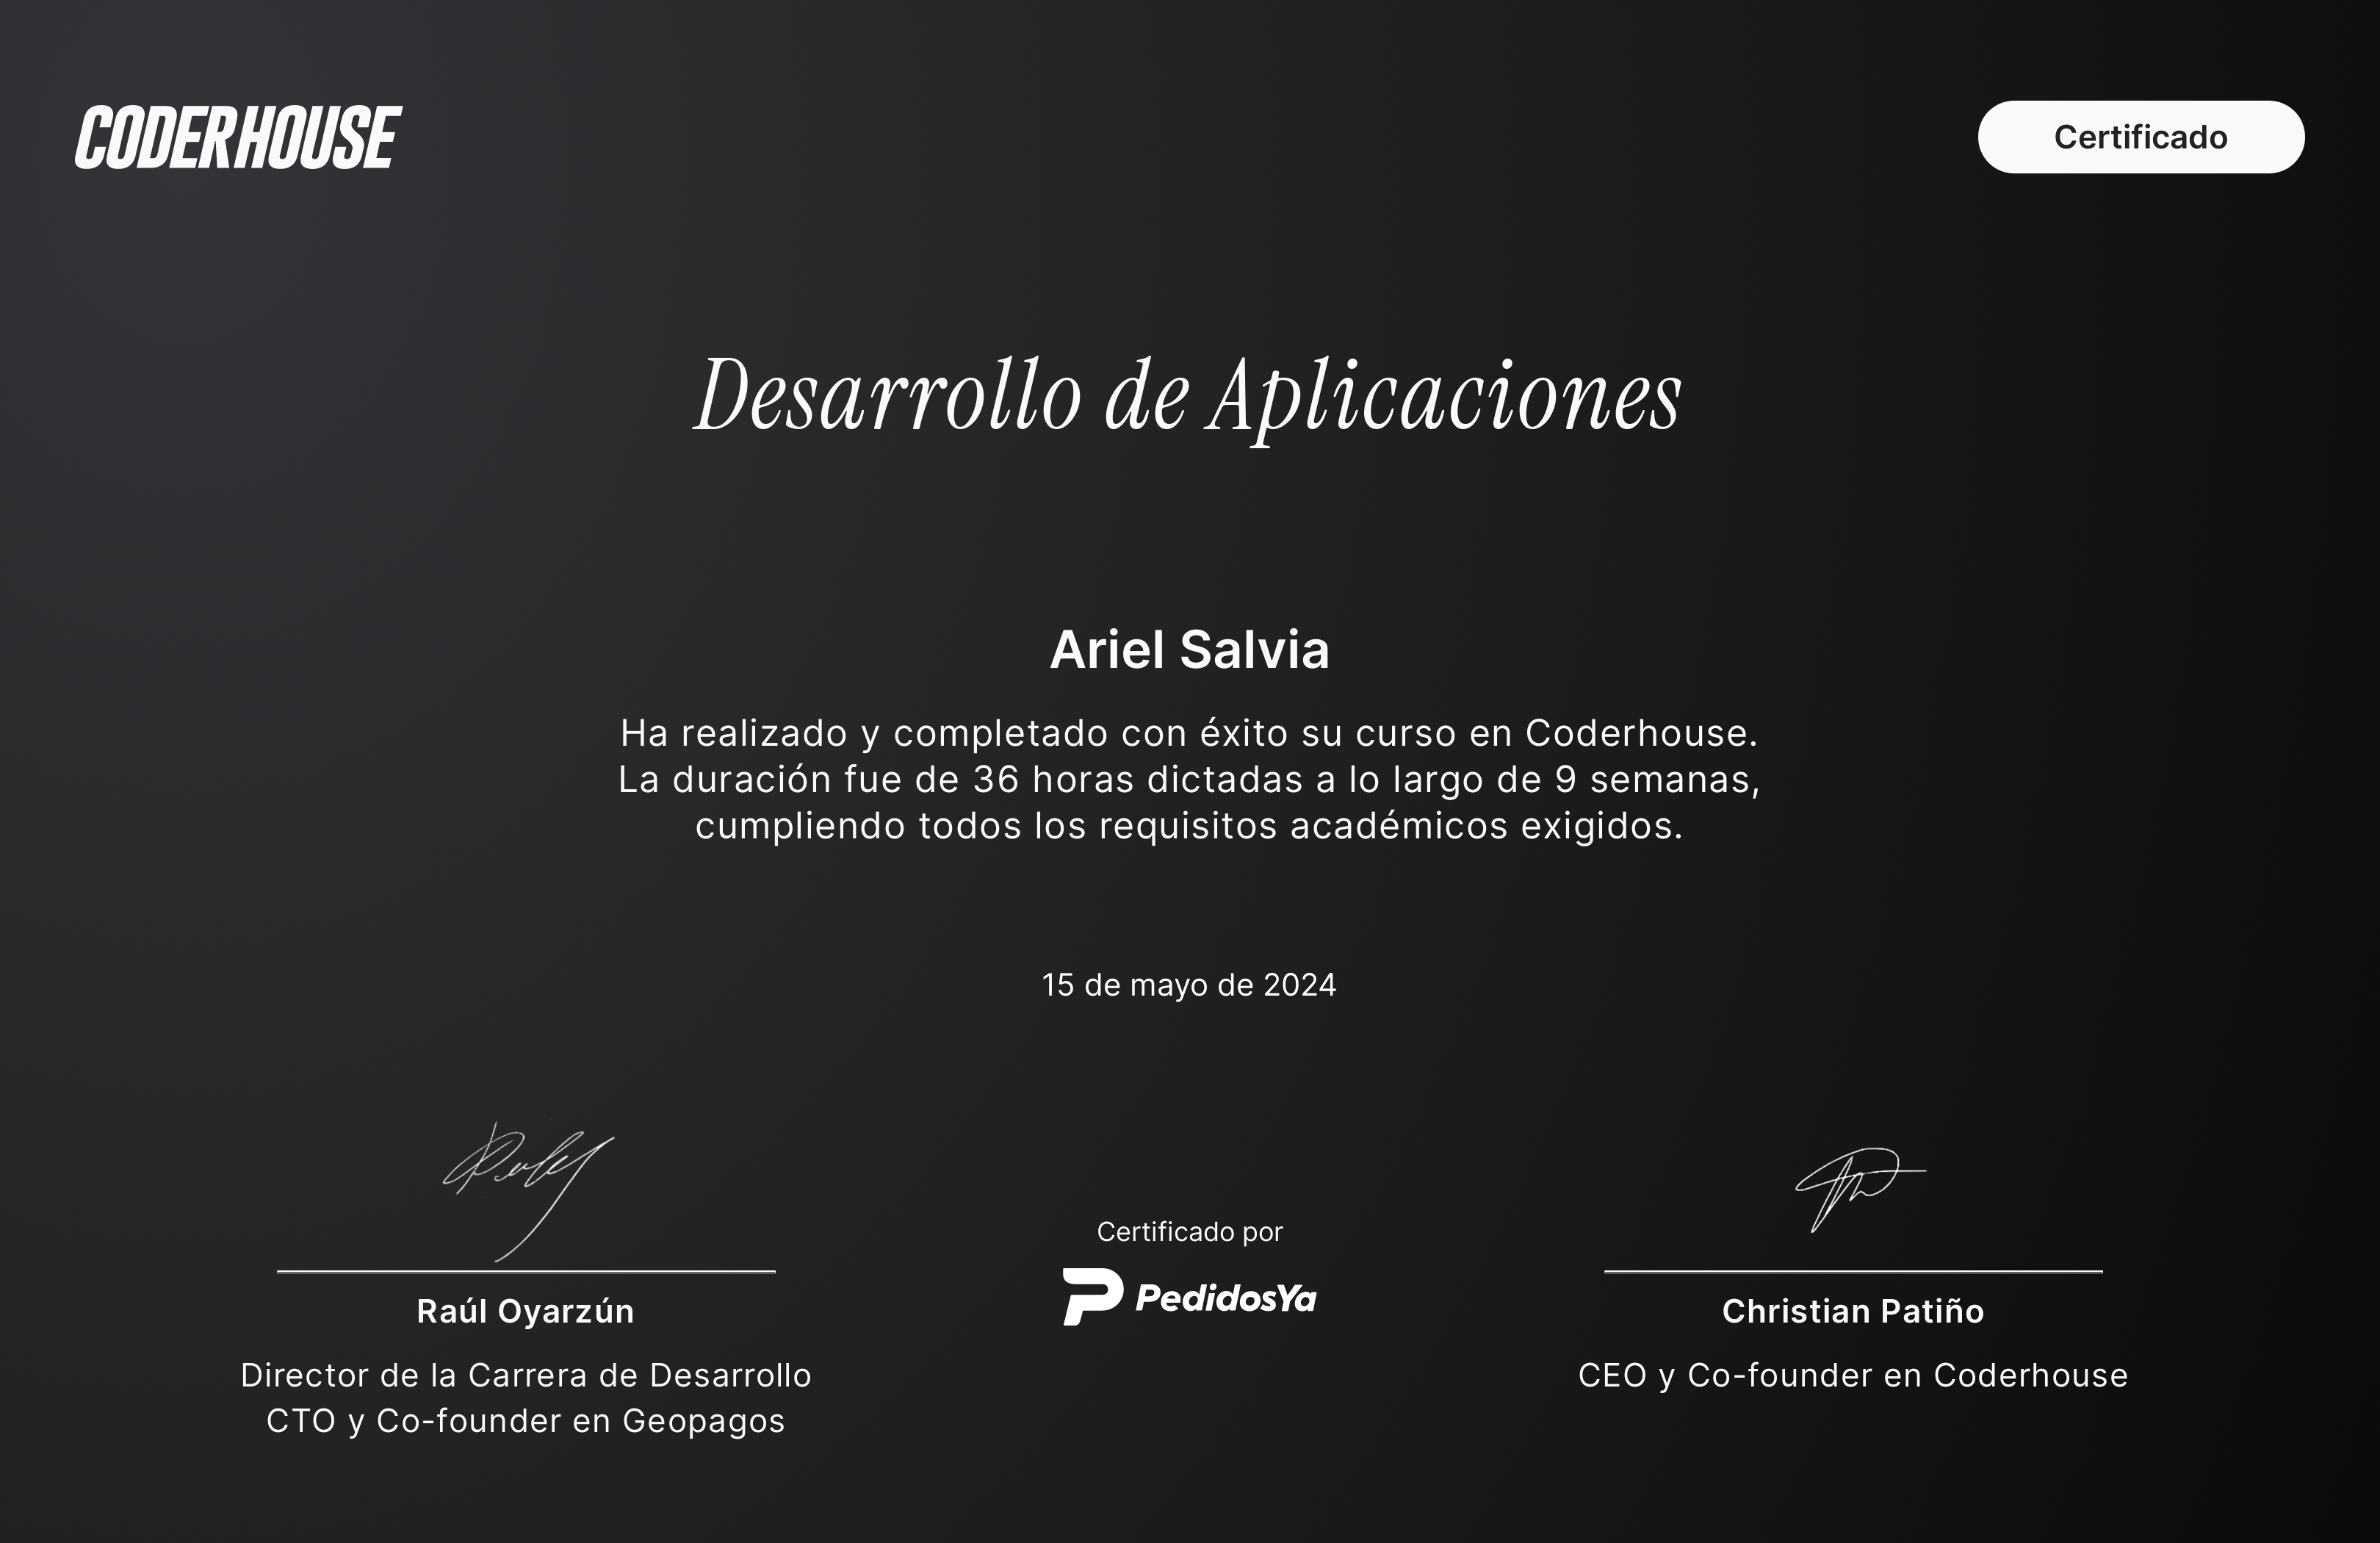 CODERHOUSE
Certificado
Desarrollo de Aplicaciones
Ariel Salvia
Ha realizado y completado con éxito su curso en Coderhouse.
La duración fue de 36 horas dictadas a lo largo de 9 semanas,
cumpliendo todos los requisitos académicos exigidos.
15 de mayo de 2024
Certificado por
PedidosYa
Raúl Oyarzún
Director de la Carrera de Desarrollo
CTO y Co-founder en Geopagos
Christian Patiño
CEO y Co-founder en Coderhouse